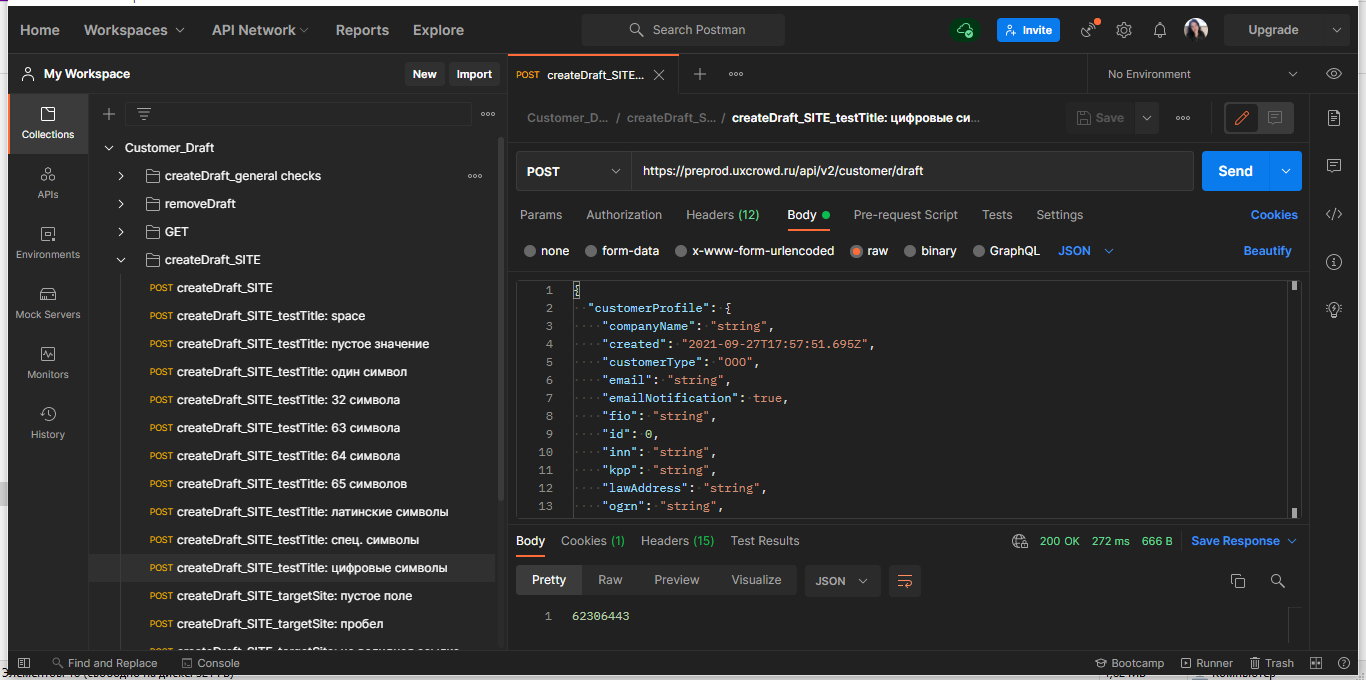 Home Workspaces API Network Reports Explore Search Postman Invite Upgrade
My Workspace New Import
POST createDraft_SITE... No Environment
Collections
APIs
Environments
Mock Servers
Monitors
History
Customer_Draft
createDraft_general checks
removeDraft
GET
createDraft_SITE
POST createDraft_SITE
POST createDraft_SITE_testTitle: space
POST createDraft_SITE_testTitle: пустое значение
POST createDraft_SITE_testTitle: один символ
POST createDraft_SITE_testTitle: 32 символа
POST createDraft_SITE_testTitle: 63 символа
POST createDraft_SITE_testTitle: 64 символа
POST createDraft_SITE_testTitle: 65 символов
POST createDraft_SITE_testTitle: латинские символы
POST createDraft_SITE_testTitle: спец. символы
POST createDraft_SITE_testTitle: цифровые символы
POST createDraft_SITE_targetSite: пустое поле
POST createDraft_SITE_targetSite: пробел
Customer_D... / createDraft_S... / createDraft_SITE_testTitle: цифровые си... Save
POST https://preprod.uxcrowd.ru/api/v2/customer/draft Send
Params Authorization Headers (12) Body Pre-request Script Tests Settings Cookies
none form-data x-www-form-urlencoded raw binary GraphQL JSON Beautify
1 {
2 "customerProfile": {
3 "companyName": "string",
4 "created": "2021-09-27T17:57:51.695Z",
5 "customerType": "OOO",
6 "email": "string",
7 "emailNotification": true,
8 "fio": "string",
9 "id": 0,
10 "inn": "string",
11 "kpp": "string",
12 "lawAddress": "string",
13 "ogrn": "string",
Body Cookies (1) Headers (15) Test Results 200 OK 272 ms 666 B Save Response
Pretty Raw Preview Visualize JSON
1 62306443
Find and Replace Console Bootcamp Runner Trash